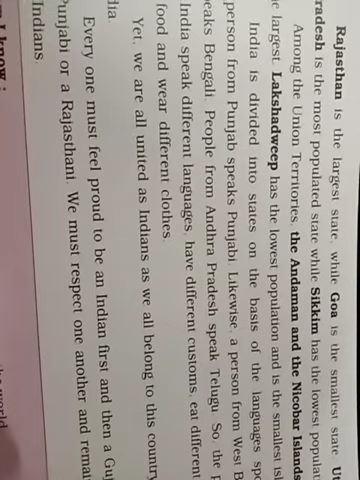 Rajasthan is the largest state, while Goa is the smallest state. Ut
radesh is the most populated state while Sikkim has the lowest populat
Among the Union Territories, the Andaman and the Nicobar Islands
e largest. Lakshadweep has the lowest population and is the smallest isl
India is divided into states on the basis of the languages spo
person from Punjab speaks Punjabi. Likewise, a person from West B
eaks Bengali. People from Andhra Pradesh speak Telugu. So, the p
India speak different languages, have different customs, eat different
food and wear different clothes.
Yet, we are all united as Indians as we all belong to this country
dia
Every one must feel proud to be an Indian first and then a Guj
Punjabi or a Rajasthani. We must respect one another and remai
Indians.
I know :
the world